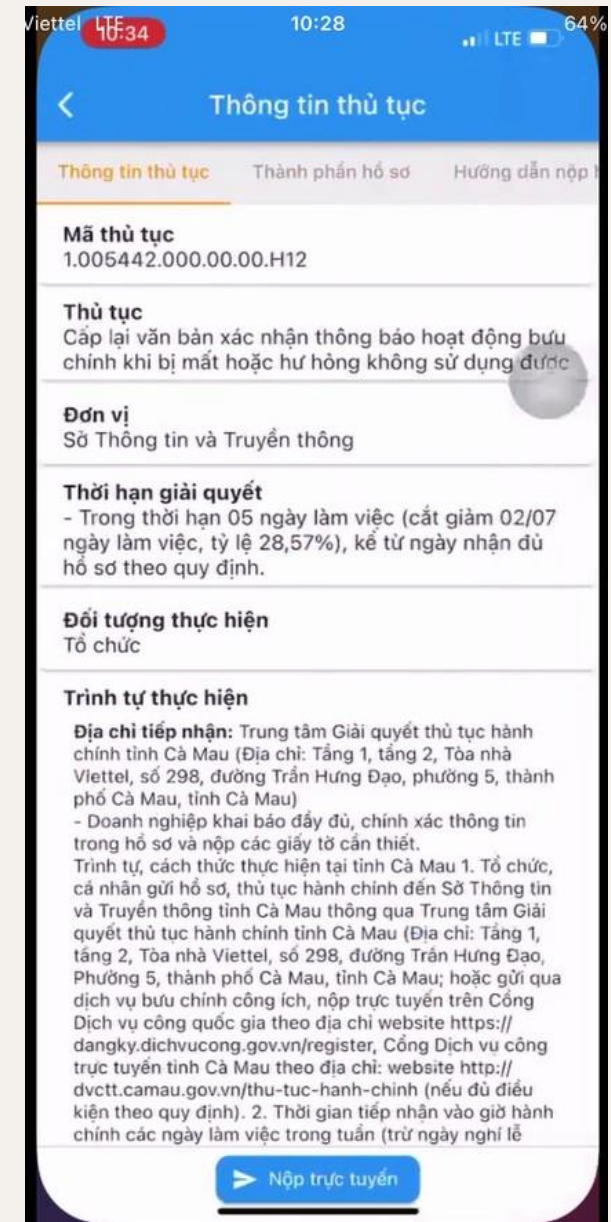 Viettel LTE 10:28 64%
10:34 LTE
Thông tin thủ tục
Thông tin thủ tục Thành phần hồ sơ Hướng dẫn nộp
Mã thủ tục
1.005442.000.00.00.H12
Thủ tục
Cấp lại văn bản xác nhận thông báo hoạt động bưu
chính khi bị mất hoặc hư hỏng không sử dụng được
Đơn vị
Sở Thông tin và Truyền thông
Thời hạn giải quyết
- Trong thời hạn 05 ngày làm việc (cắt giảm 02/07
ngày làm việc, tỷ lệ 28,57%), kể từ ngày nhận đủ
hồ sơ theo quy định.
Đối tượng thực hiện
Tổ chức
Trình tự thực hiện
Địa chỉ tiếp nhận: Trung tâm Giải quyết thủ tục hành
chính tỉnh Cà Mau (Địa chỉ: Tầng 1, tầng 2, Tòa nhà
Viettel, số 298, đường Trần Hưng Đạo, phường 5, thành
phố Cà Mau, tỉnh Cà Mau)
- Doanh nghiệp khai báo đầy đủ, chính xác thông tin
trong hồ sơ và nộp các giấy tờ cần thiết.
Trình tự, cách thức thực hiện tại tỉnh Cà Mau 1. Tổ chức,
cá nhân gửi hồ sơ, thủ tục hành chính đến Sở Thông tin
và Truyền thông tỉnh Cà Mau thông qua Trung tâm Giải
quyết thủ tục hành chính tỉnh Cà Mau (Địa chỉ: Tầng 1,
tầng 2, Tòa nhà Viettel, số 298, đường Trần Hưng Đạo,
Phường 5, thành phố Cà Mau, tỉnh Cà Mau; hoặc gửi qua
dịch vụ bưu chính công ích, nộp trực tuyến trên Cổng
Dịch vụ công quốc gia theo địa chỉ website https://
dangky.dichvucong.gov.vn/register, Cổng Dịch vụ công
trực tuyến tỉnh Cà Mau theo địa chỉ: website http://
dvctt.camau.gov.vn/thu-tuc-hanh-chinh (nếu đủ điều
kiện theo quy định). 2. Thời gian tiếp nhận vào giờ hành
chính các ngày làm việc trong tuần (trừ ngày nghỉ lễ
Nộp trực tuyến